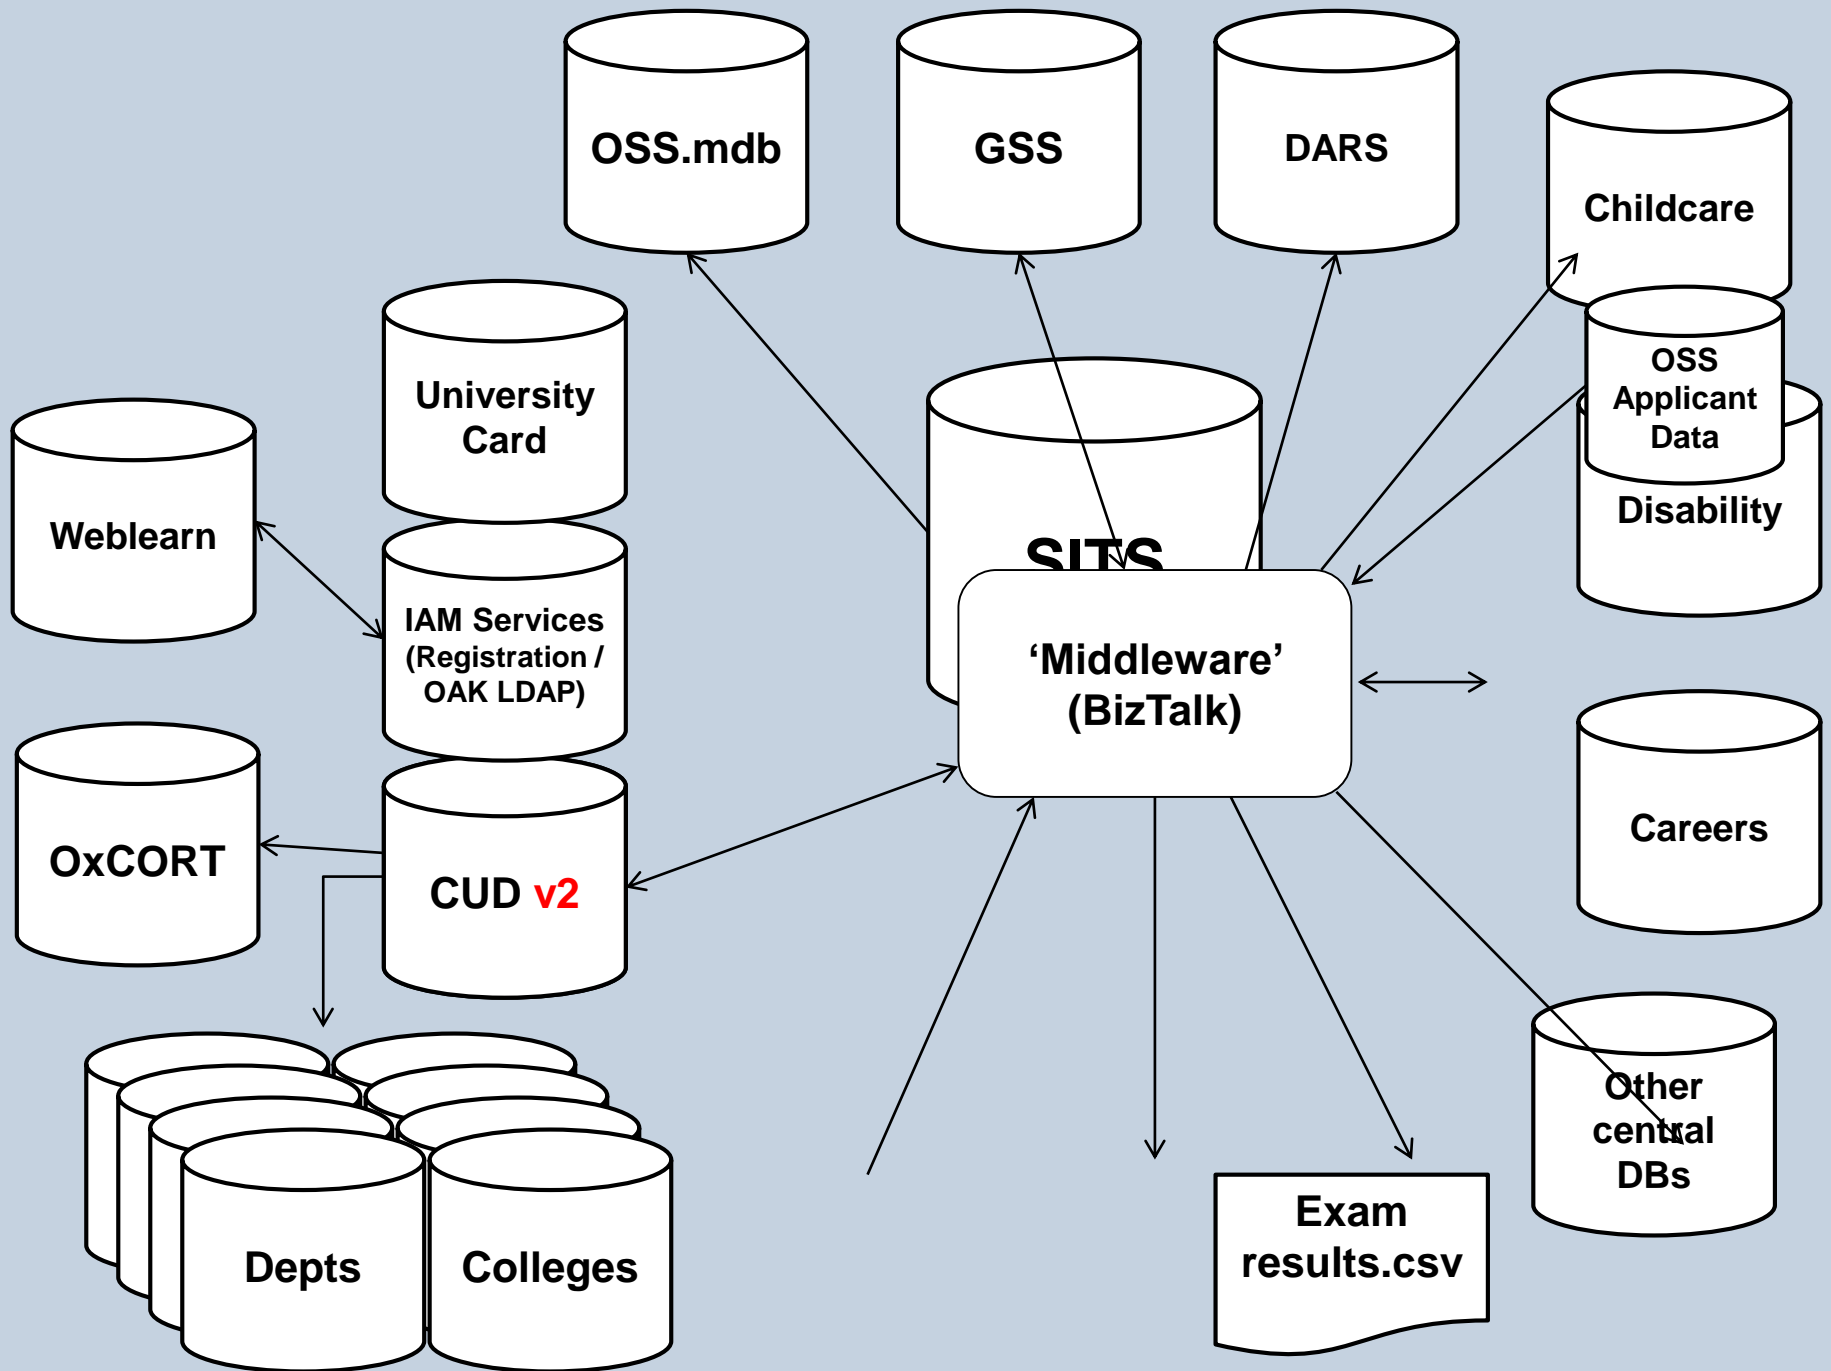 OSS.mdb
GSS
DARS
Childcare
OSS
Applicant
Data
Disability
University
Card
Weblearn
IAM Services
(Registration /
OAK LDAP)
SITS
‘Middleware’
(BizTalk)
OxCORT
CUD v2
Careers
Other
central
DBs
Depts
Colleges
Exam
results.csv